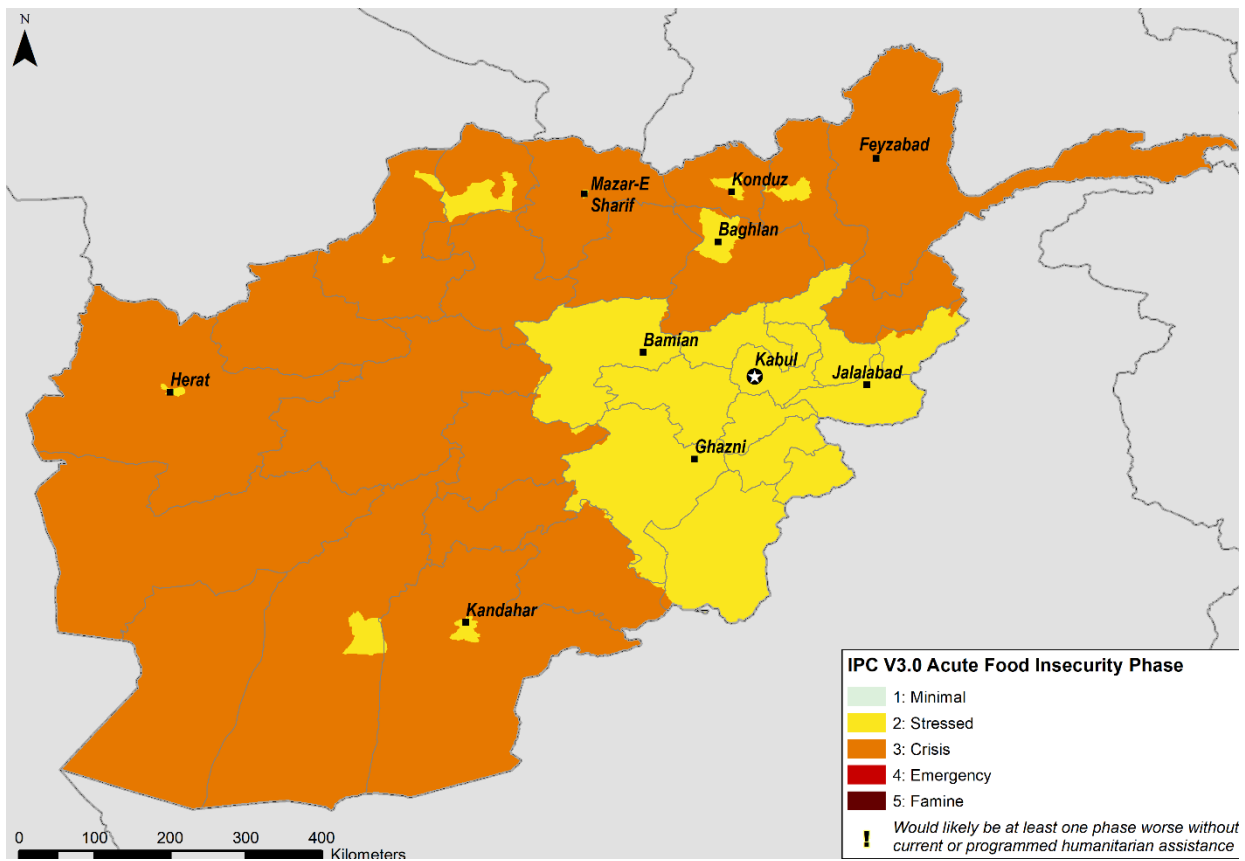 N
Feyzabad
Mazar-E
Sharif
Konduz
Baghlan
Bamian
Kabul
Jalalabad
Herat
Ghazni
Kandahar
IPC V3.0 Acute Food Insecurity Phase
1: Minimal
2: Stressed
3: Crisis
4: Emergency
5: Famine
! Would likely be at least one phase worse without
current or programmed humanitarian assistance
0 100 200 300 400
Kilometers